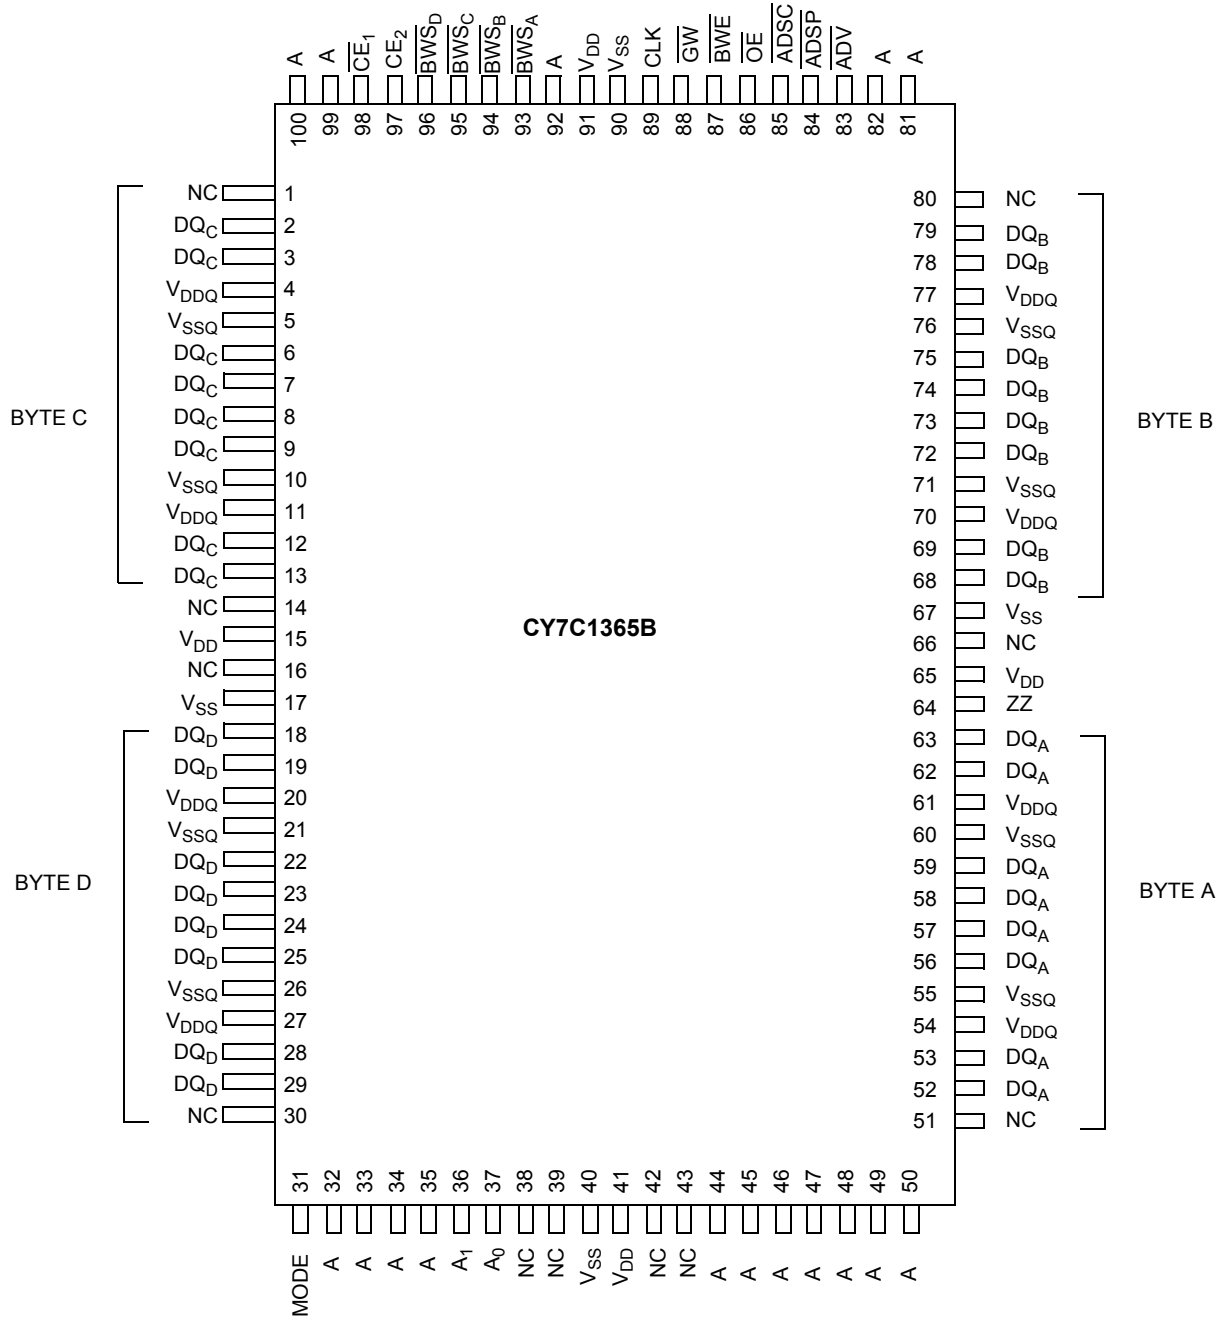 A A CE1 CE2 BWSD BWSC BWSB BWSA A VDD VSS CLK GW BWE OE ADSC ADSP ADV A A
100 99 98 97 96 95 94 93 92 91 90 89 88 87 86 85 84 83 82 81
NC 1
DQC 2
DQC 3
VDDQ 4
VSSQ 5
DQC 6
DQC 7
DQC 8
DQC 9
VSSQ 10
VDDQ 11
DQC 12
DQC 13
NC 14
VDD 15
NC 16
VSS 17
DQD 18
DQD 19
VDDQ 20
VSSQ 21
DQD 22
DQD 23
DQD 24
DQD 25
VSSQ 26
VDDQ 27
DQD 28
DQD 29
NC 30
BYTE C
BYTE D
CY7C1365B
80 NC
79 DQB
78 DQB
77 VDDQ
76 VSSQ
75 DQB
74 DQB
73 DQB
72 DQB
71 VSSQ
70 VDDQ
69 DQB
68 DQB
67 VSS
66 NC
65 VDD
64 ZZ
63 DQA
62 DQA
61 VDDQ
60 VSSQ
59 DQA
58 DQA
57 DQA
56 DQA
55 VSSQ
54 VDDQ
53 DQA
52 DQA
51 NC
BYTE B
BYTE A
31 32 33 34 35 36 37 38 39 40 41 42 43 44 45 46 47 48 49 50
MODE A A A A A1 A0 NC NC VSS VDD NC NC A A A A A A A